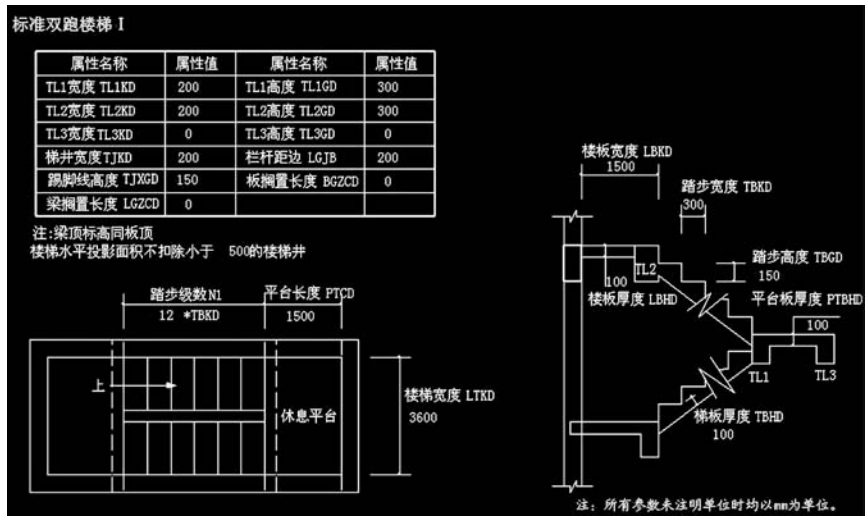 标准双跑楼梯 I
属性名称 属性值 属性名称 属性值
TL1宽度 TL1KD 200 TL1高度 TL1GD 300
TL2宽度 TL2KD 200 TL2高度 TL2GD 300
TL3宽度TL3KD 0 TL3高度 TL3GD 0
梯井宽度TJKD 200 栏杆距边 LGJB 200
踢脚线高度 TJXGD 150 板搁置长度 BGZCD 0
梁搁置长度 LGZCD 0
注:梁顶标高同板顶
楼梯水平投影面积不扣除小于 500的楼梯井
踏步级数N1 平台长度 PTCD
12 *TBKD 1500
上
休息平台
楼梯宽度 LTKD
3600
楼板宽度 LBKD
1500
踏步宽度 TBKD
300
踏步高度 TBGD
150
TL2
100
楼板厚度 LBHD
平台板厚度 PTBHD
100
TL1
TL3
梯板厚度 TBHD
100
注: 所有参数未注明单位时均以mm为单位。